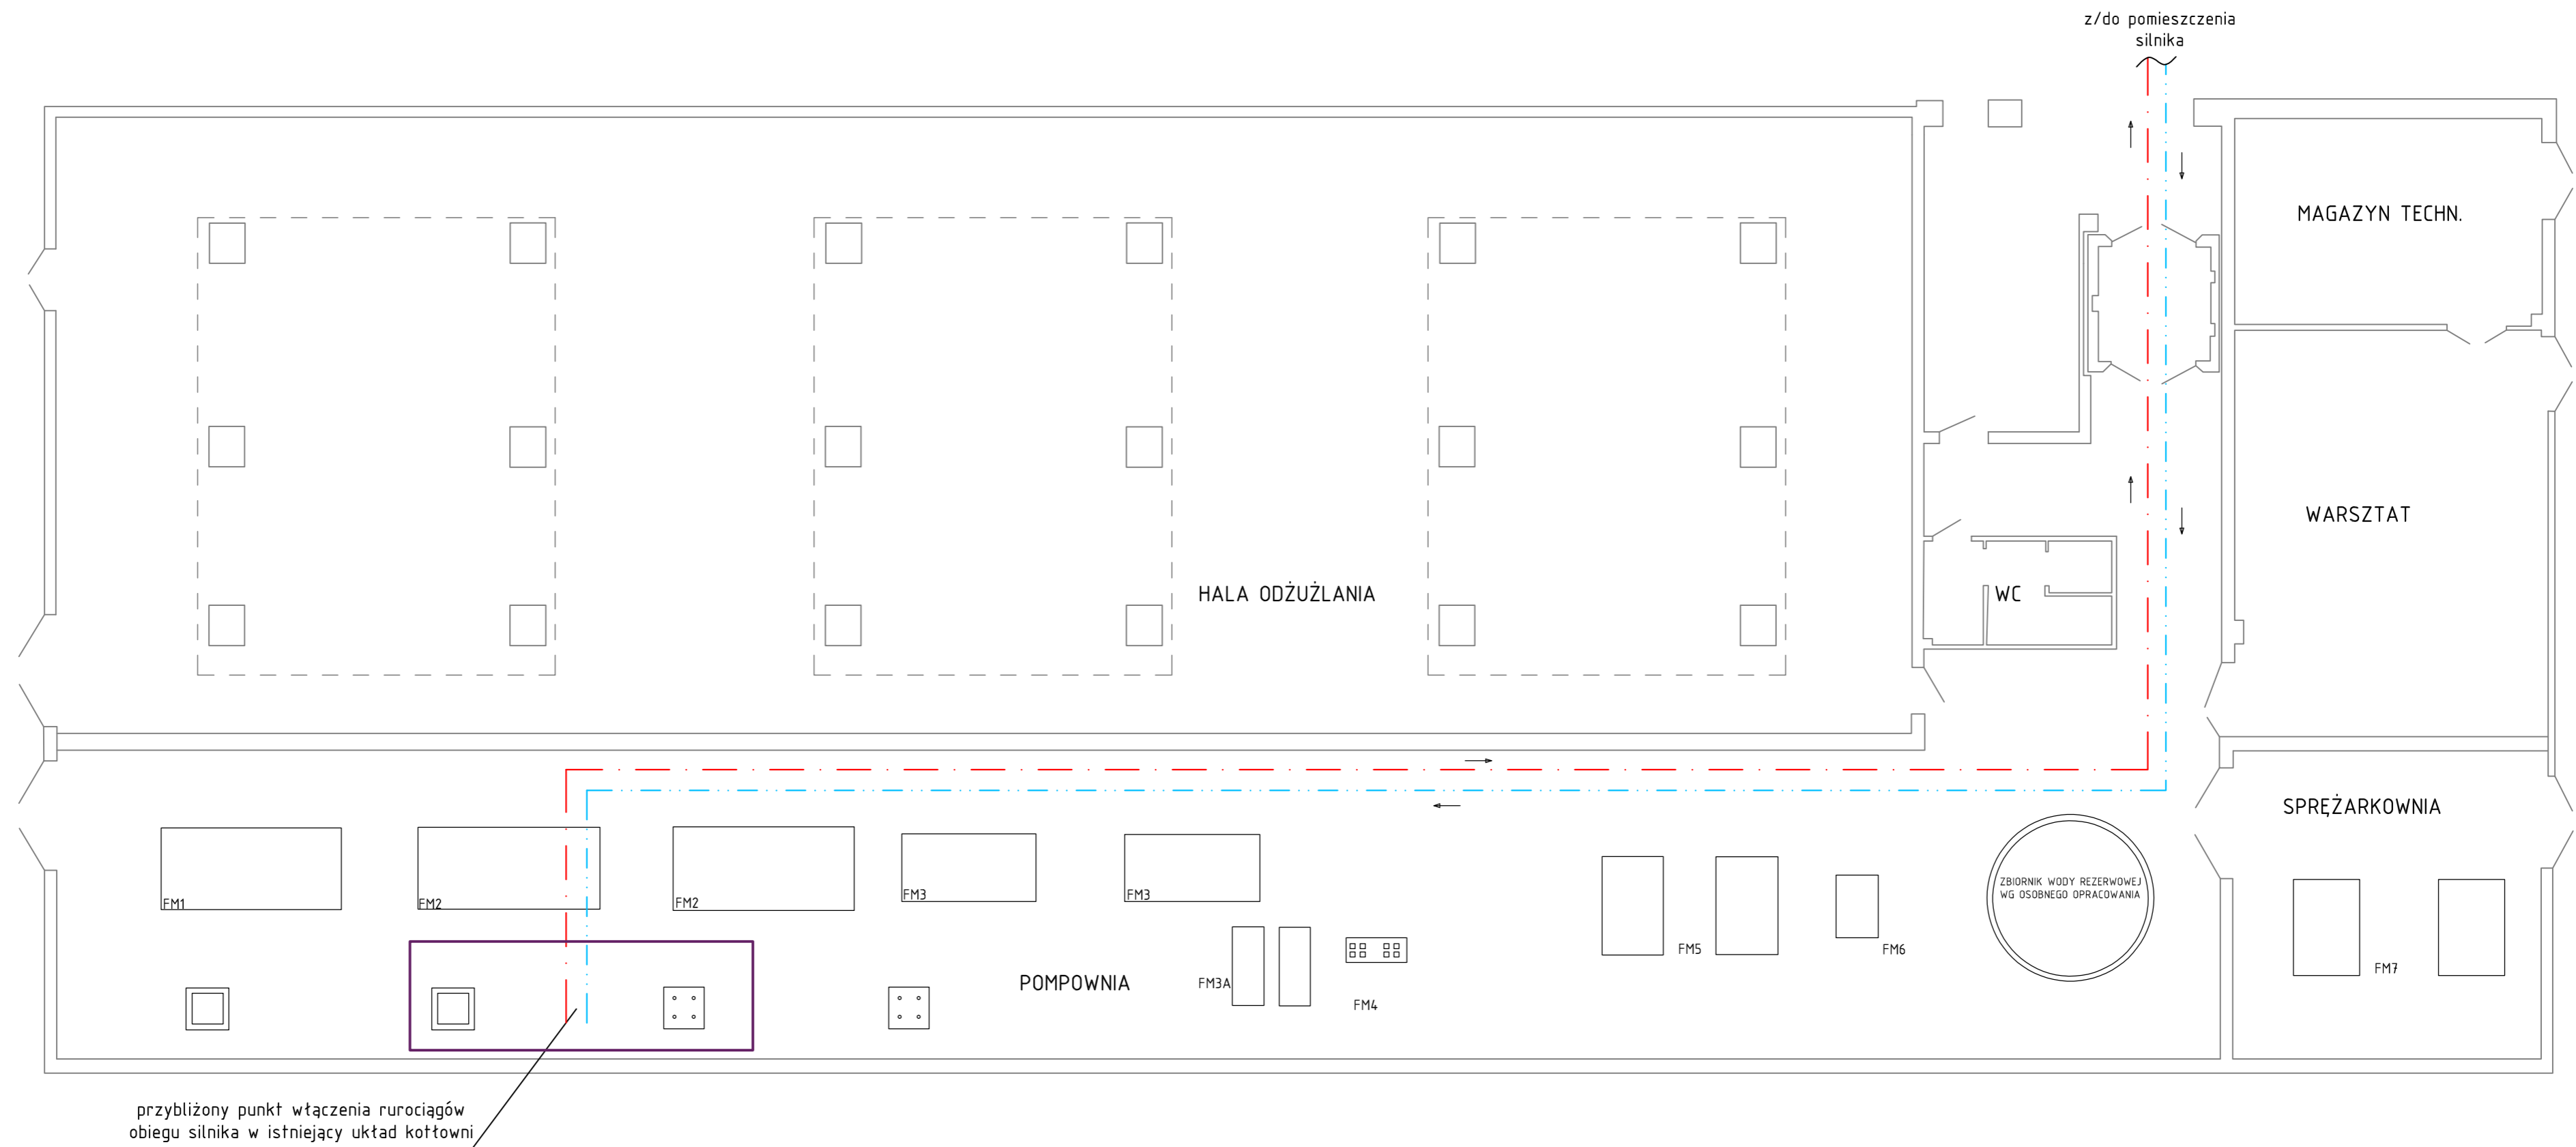 z/do pomieszczenia
silnika
MAGAZYN TECHN.
WARSZTAT
HALA ODŻUŻLANIA
WC
SPRĘŻARKOWNIA
ZBIORNIK WODY REZERWOWEJ
WG OSOBNEGO OPRACOWANIA
FM1
FM2
FM2
FM3
FM3
FM5
FM6
FM7
POMPOWNIA
FM3A
FM4
przybliżony punkt włączenia rurociągów
obiegu silnika w istniejący układ kotłowni